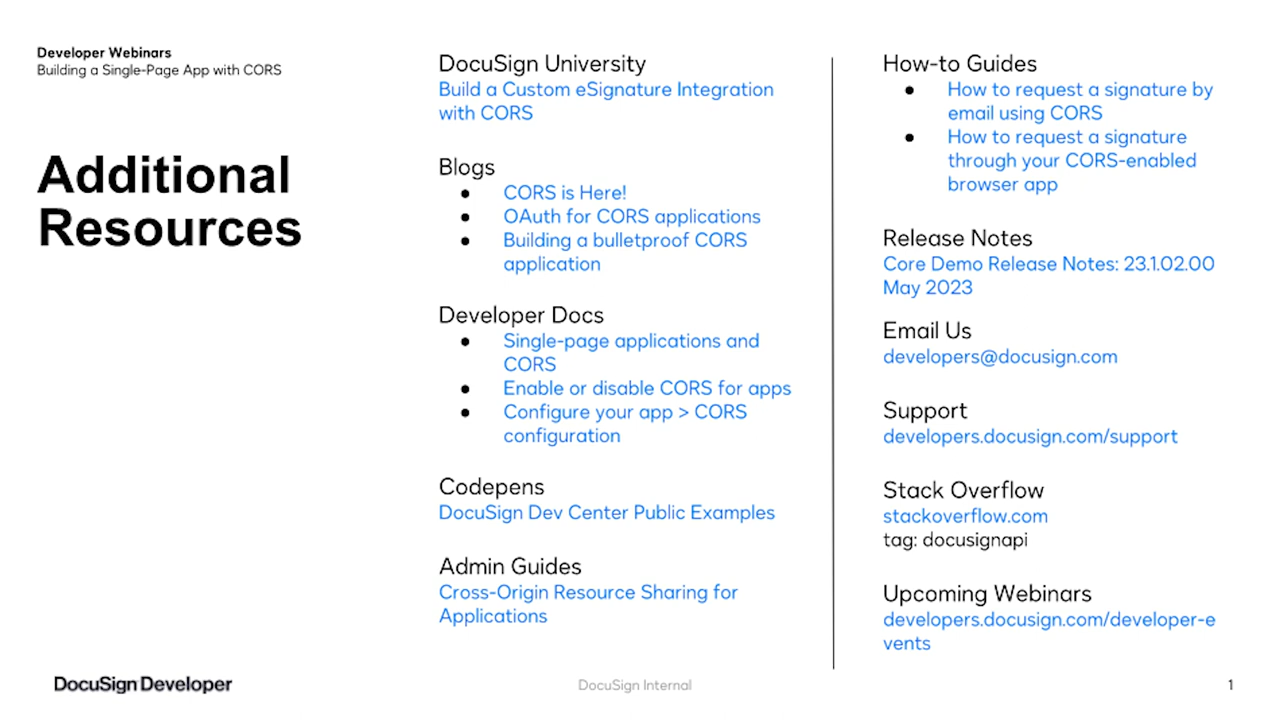 Developer Webinars
Building a Single-Page App with CORS
Additional
Resources
DocuSign University
Build a Custom eSignature Integration
with CORS
Blogs
● CORS is Here!
● OAuth for CORS applications
● Building a bulletproof CORS
application
Developer Docs
● Single-page applications and
CORS
● Enable or disable CORS for apps
● Configure your app > CORS
configuration
Codepens
DocuSign Dev Center Public Examples
Admin Guides
Cross-Origin Resource Sharing for
Applications
How-to Guides
● How to request a signature by
email using CORS
● How to request a signature
through your CORS-enabled
browser app
Release Notes
Core Demo Release Notes: 23.1.02.00
May 2023
Email Us
developers@docusign.com
Support
developers.docusign.com/support
Stack Overflow
stackoverflow.com
tag: docusignapi
Upcoming Webinars
developers.docusign.com/developer-e
vents
DocuSign Developer
DocuSign Internal
1